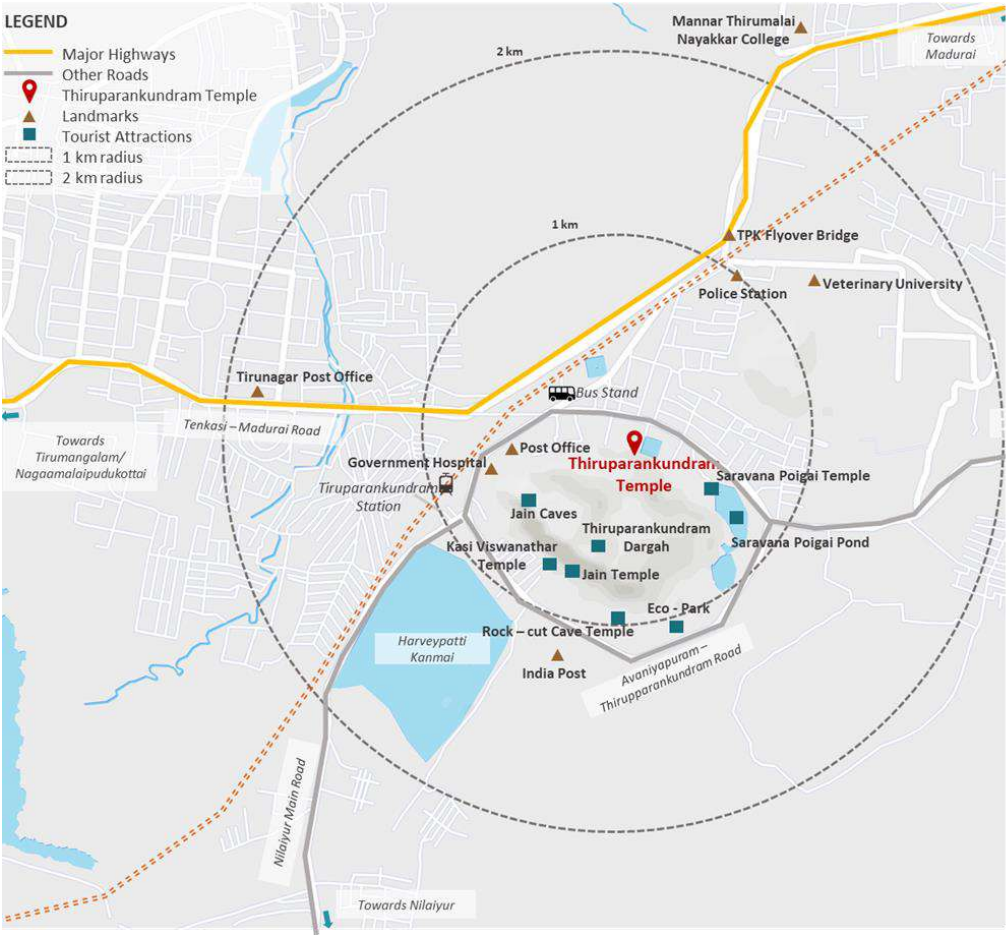 LEGEND
Major Highways
Other Roads
Thiruparankundram Temple
Landmarks
Tourist Attractions
1 km radius
2 km radius
Mannar Thirumalai
Nayakkar College
Towards
Madurai
2 km
1 km
TPK Flyover Bridge
Police Station
Veterinary University
Tirunagar Post Office
Bus Stand
Tenkasi – Madurai Road
Towards
Tirumangalam/
Nagaamalaipudukottai
Post Office
Government Hospital
Thiruparankundram
Temple
Tiruparankundram
Station
Saravana Poigai Temple
Jain Caves
Thiruparankundram
Dargah
Saravana Poigai Pond
Kasi Viswanathar
Temple
Jain Temple
Eco - Park
Rock – cut Cave Temple
Harveypatti
Kanmai
India Post
Avaniyapuram –
Thirupparankundram Road
Nilaiyur Main Road
Towards Nilaiyur